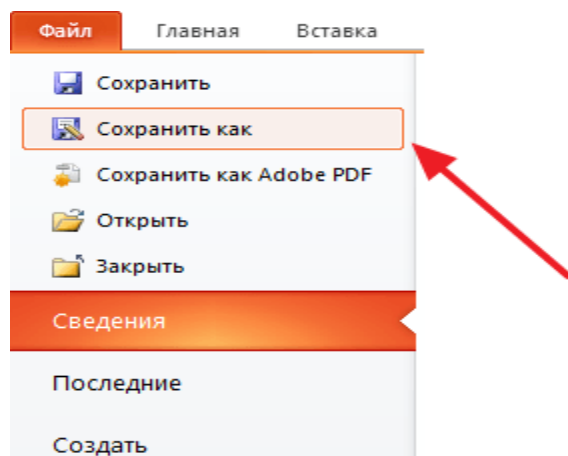 Файл Главная Вставка
Сохранить
Сохранить как
Сохранить как Adobe PDF
Открыть
Закрыть
Сведения
Последние
Создать